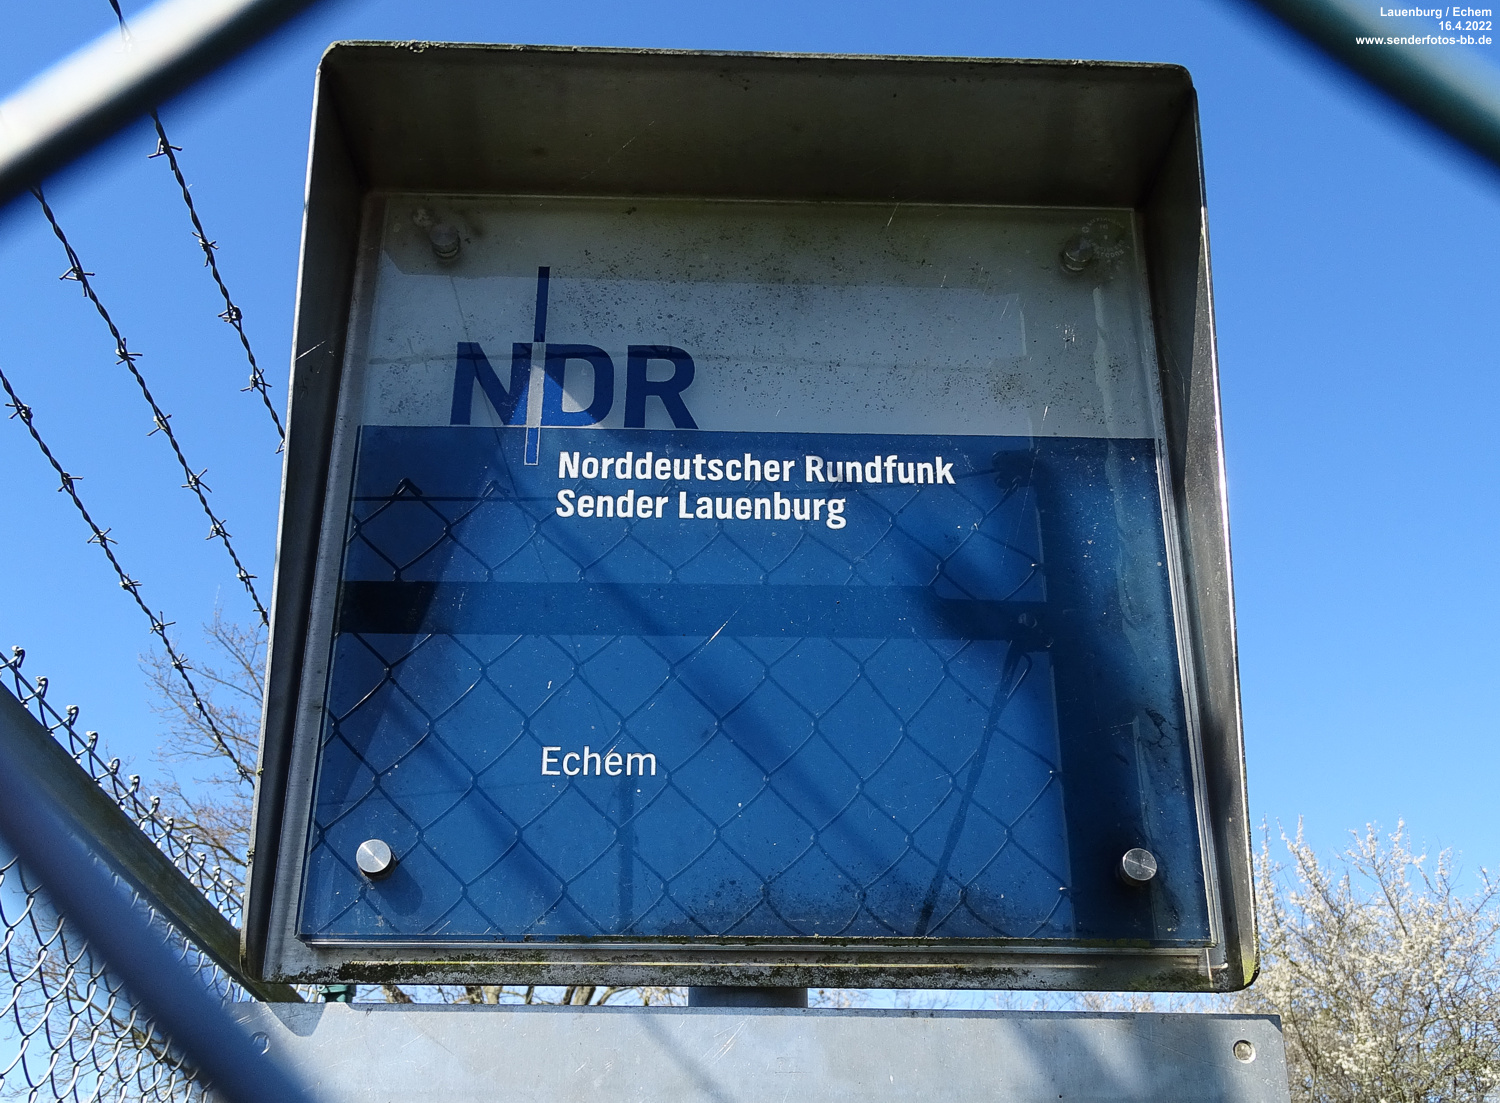 Lauenburg / Echem
16.4.2022
www.senderfotos-bb.de
NDR
Norddeutscher Rundfunk
Sender Lauenburg
Echem